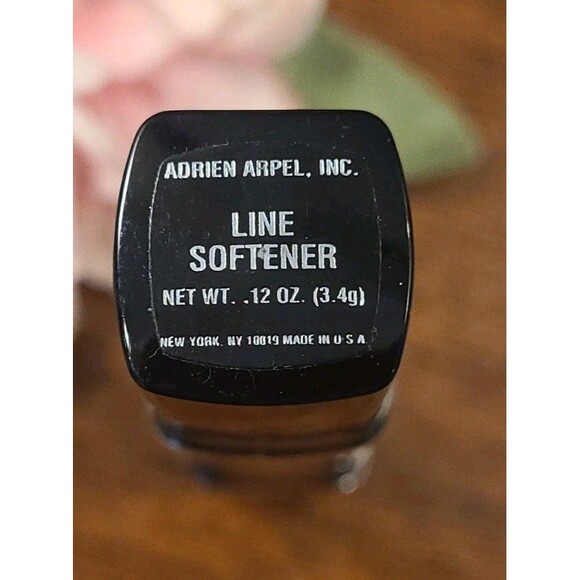 ADRIEN ARPEL, INC.
LINE
SOFTENER
NET WT. .12 OZ. (3.4g)
NEW YORK, NY 10019 MADE IN U S A